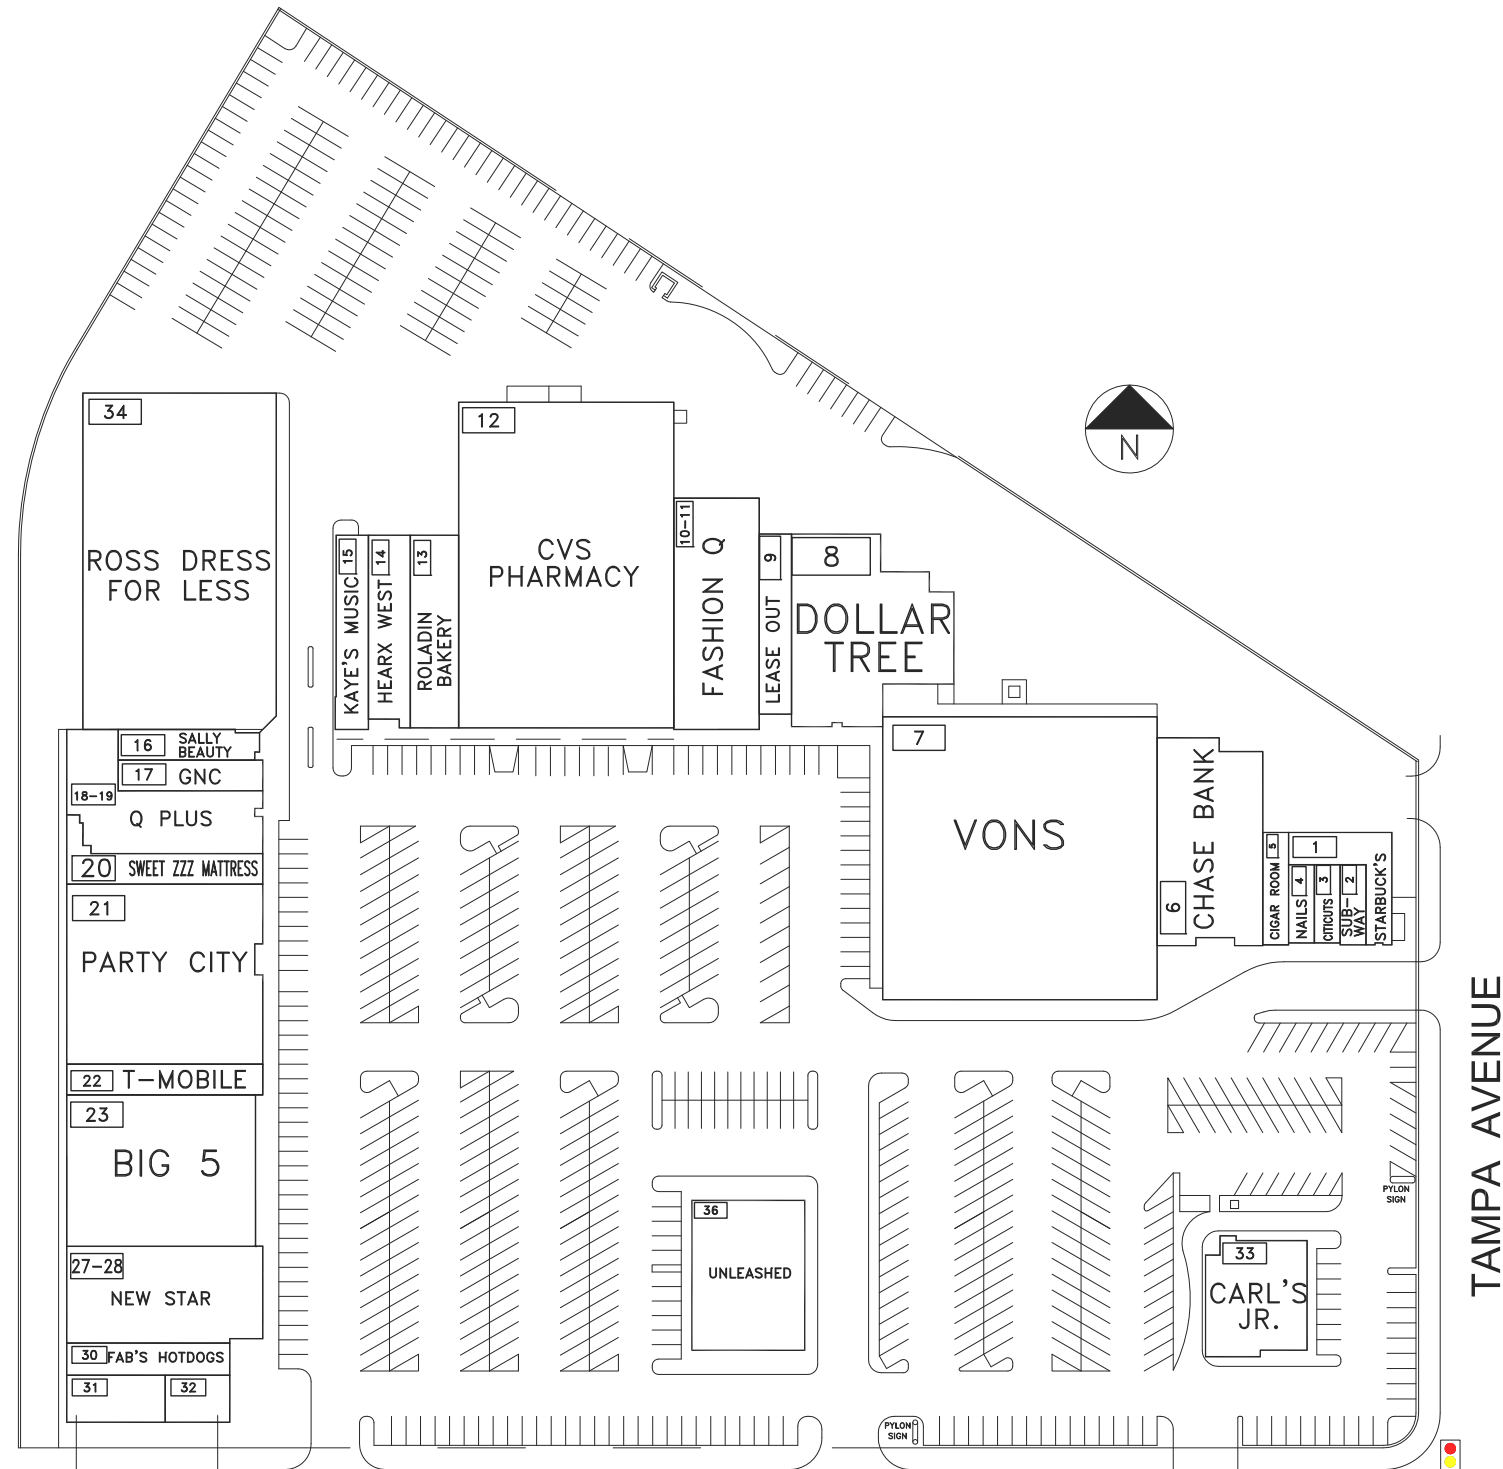 34
ROSS DRESS
FOR LESS
12
CVS
PHARMACY
N
15
KAYE'S MUSIC
14
HEARX WEST
13
ROLADIN
BAKERY
10-11
FASHION Q
9
LEASE OUT
8
DOLLAR
TREE
7
VONS
6
CHASE BANK
5
CIGAR ROOM
1
4
NAILS
3
CITICUTS
2
SUB-
WAY
STARBUCK'S
16
SALLY
BEAUTY
17
GNC
18-19
Q PLUS
20
SWEET ZZZ MATTRESS
21
PARTY CITY
22
T-MOBILE
23
BIG 5
27-28
NEW STAR
30
FAB'S HOTDOGS
31
32
36
UNLEASHED
33
CARL'S
JR.
PYLON
SIGN
PYLON
SIGN
TAMPA AVENUE